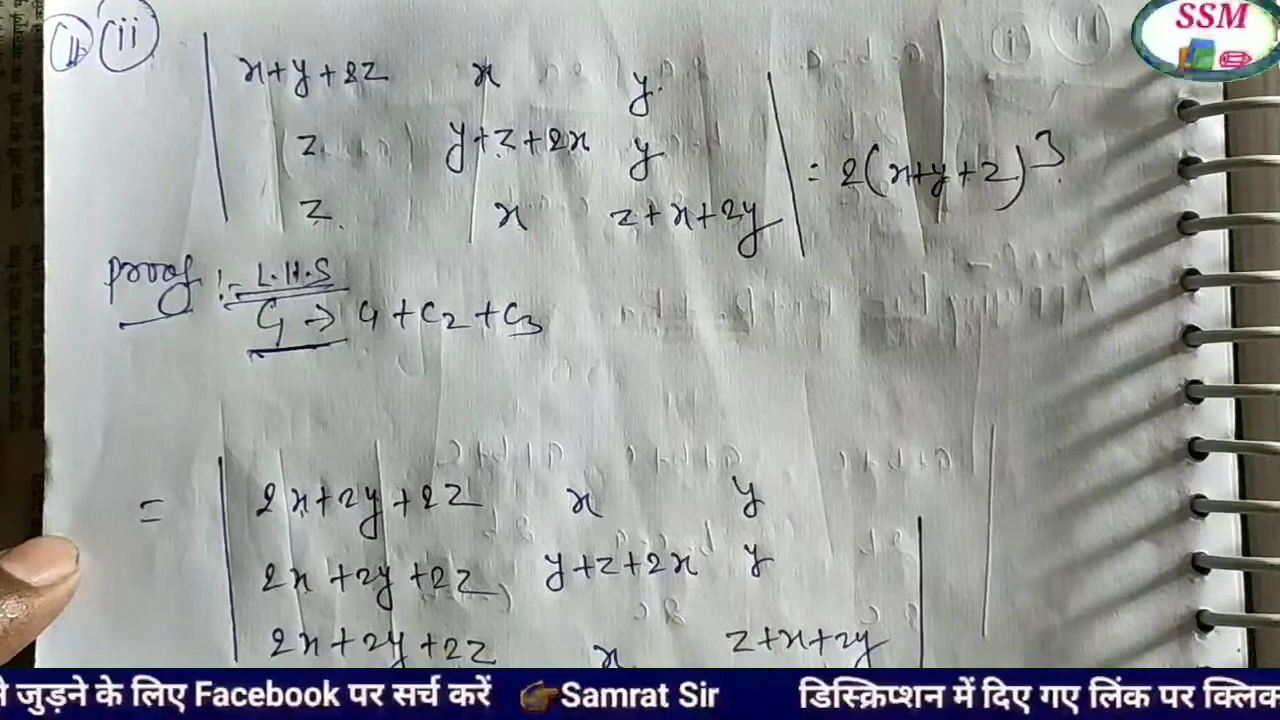 11 ii
x+y+2z x y
z y+z+2x y
z x z+x+2y = 2(x+y+z)^3
Proof :- L.H.S
C1 → C1 + C2 + C3
= 2x+2y+2z x y
2x+2y+2z y+z+2x y
2x+2y+2z x z+x+2y
SSM
जुड़ने के लिए Facebook पर सर्च करें 👉Samrat Sir डिस्क्रिप्शन में दिए गए लिंक पर क्लिक